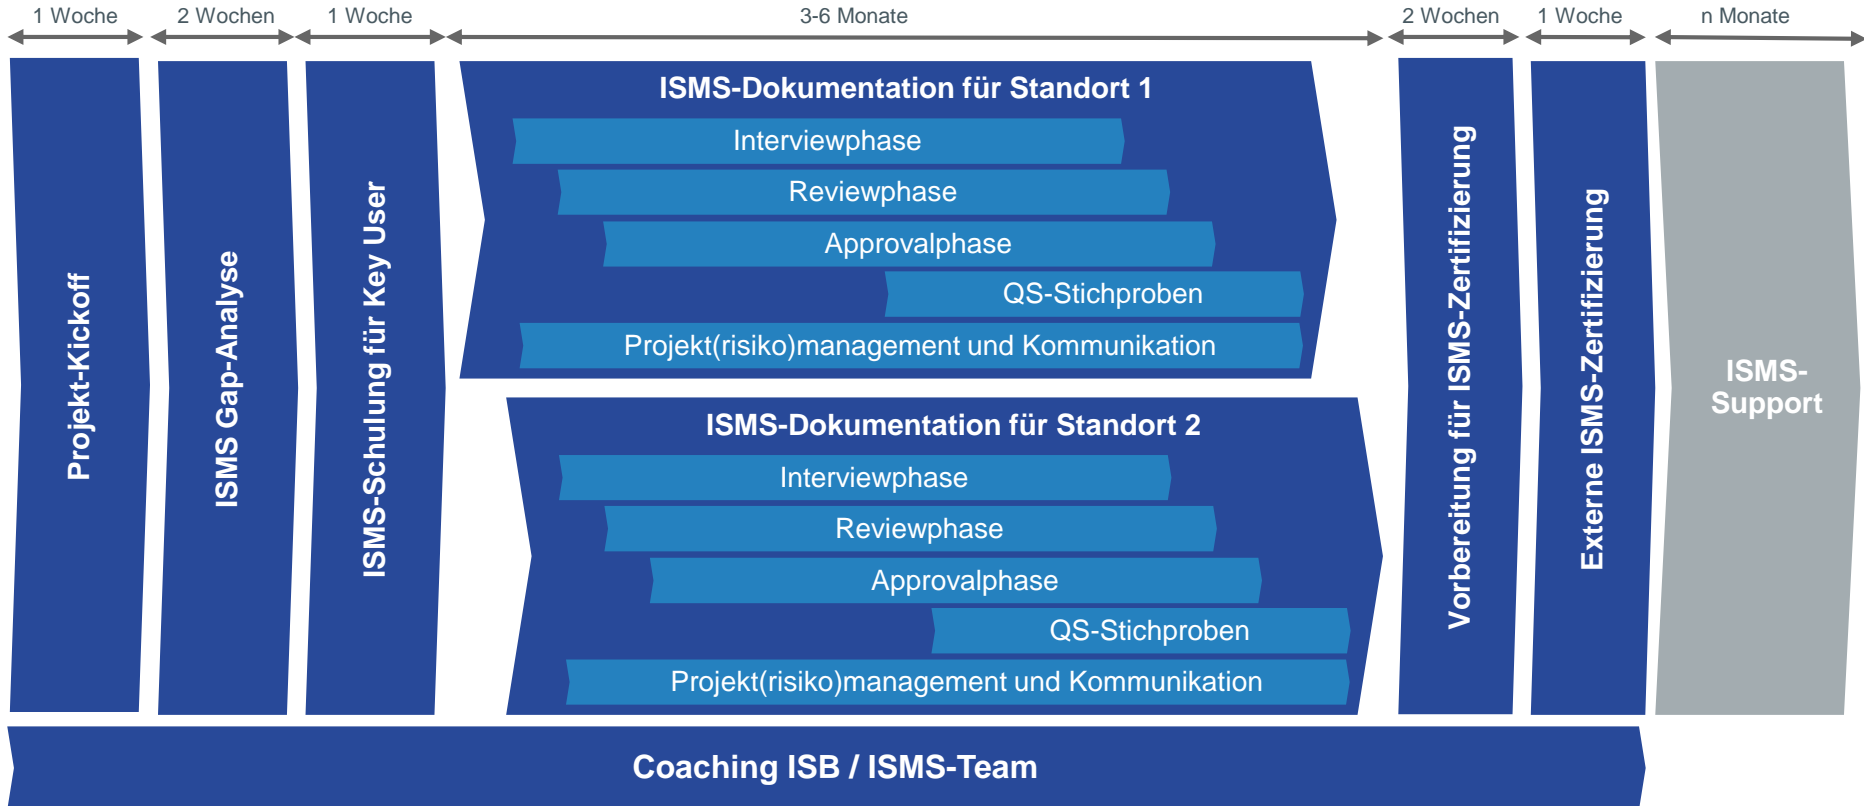 1 Woche
2 Wochen
1 Woche
3-6 Monate
2 Wochen
1 Woche
n Monate
Projekt-Kickoff
ISMS Gap-Analyse
ISMS-Schulung für Key User
ISMS-Dokumentation für Standort 1
Interviewphase
Reviewphase
Approvalphase
QS-Stichproben
Projekt(risiko)management und Kommunikation
ISMS-Dokumentation für Standort 2
Interviewphase
Reviewphase
Approvalphase
QS-Stichproben
Projekt(risiko)management und Kommunikation
Vorbereitung für ISMS-Zertifizierung
Externe ISMS-Zertifizierung
ISMS-
Support
Coaching ISB / ISMS-Team